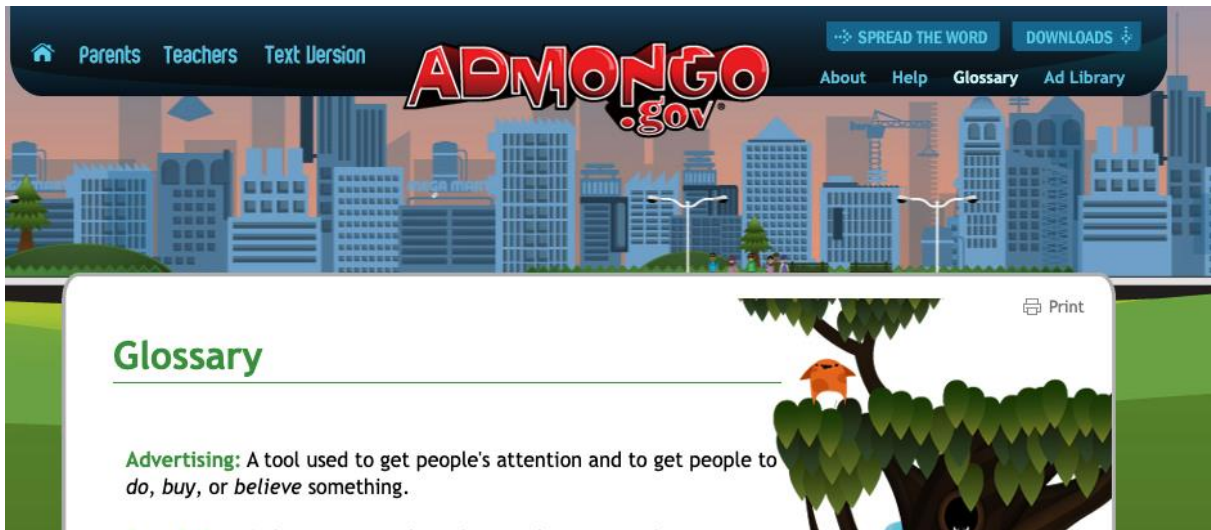 Parents Teachers Text Version
ADMONGO
.gov
SPREAD THE WORD DOWNLOADS
About Help Glossary Ad Library
MEGA
Print
Glossary
Advertising: A tool used to get people's attention and to get people to
do, buy, or believe something.